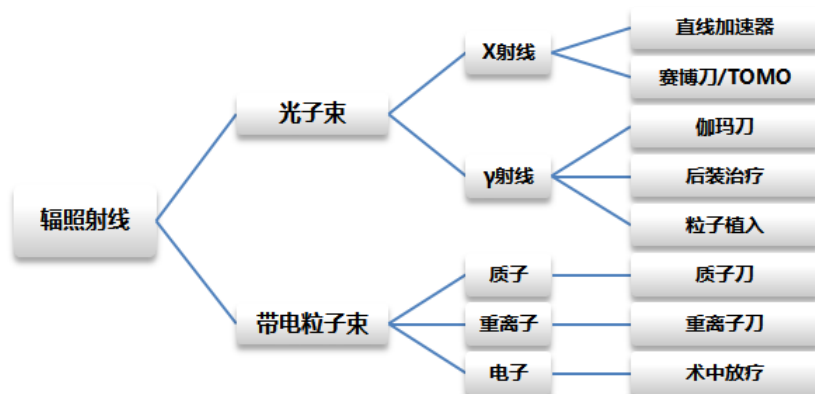 辐照射线
光子束
X射线
直线加速器
赛博刀/TOMO
γ射线
伽玛刀
后装治疗
粒子植入
带电粒子束
质子
质子刀
重离子
重离子刀
电子
术中放疗